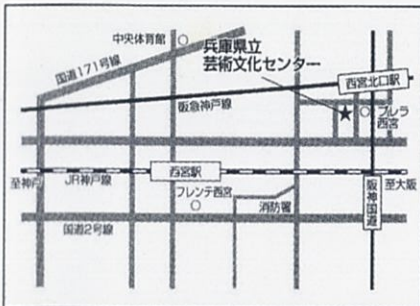 中央体育館
兵庫県立
芸術文化センター
国道171号線
西宮北口駅
阪急神戸線
プレラ
西宮
西宮駅
至神戸
JR神戸線
至大阪
フレンテ西宮
消防署
阪神国道
国道2号線